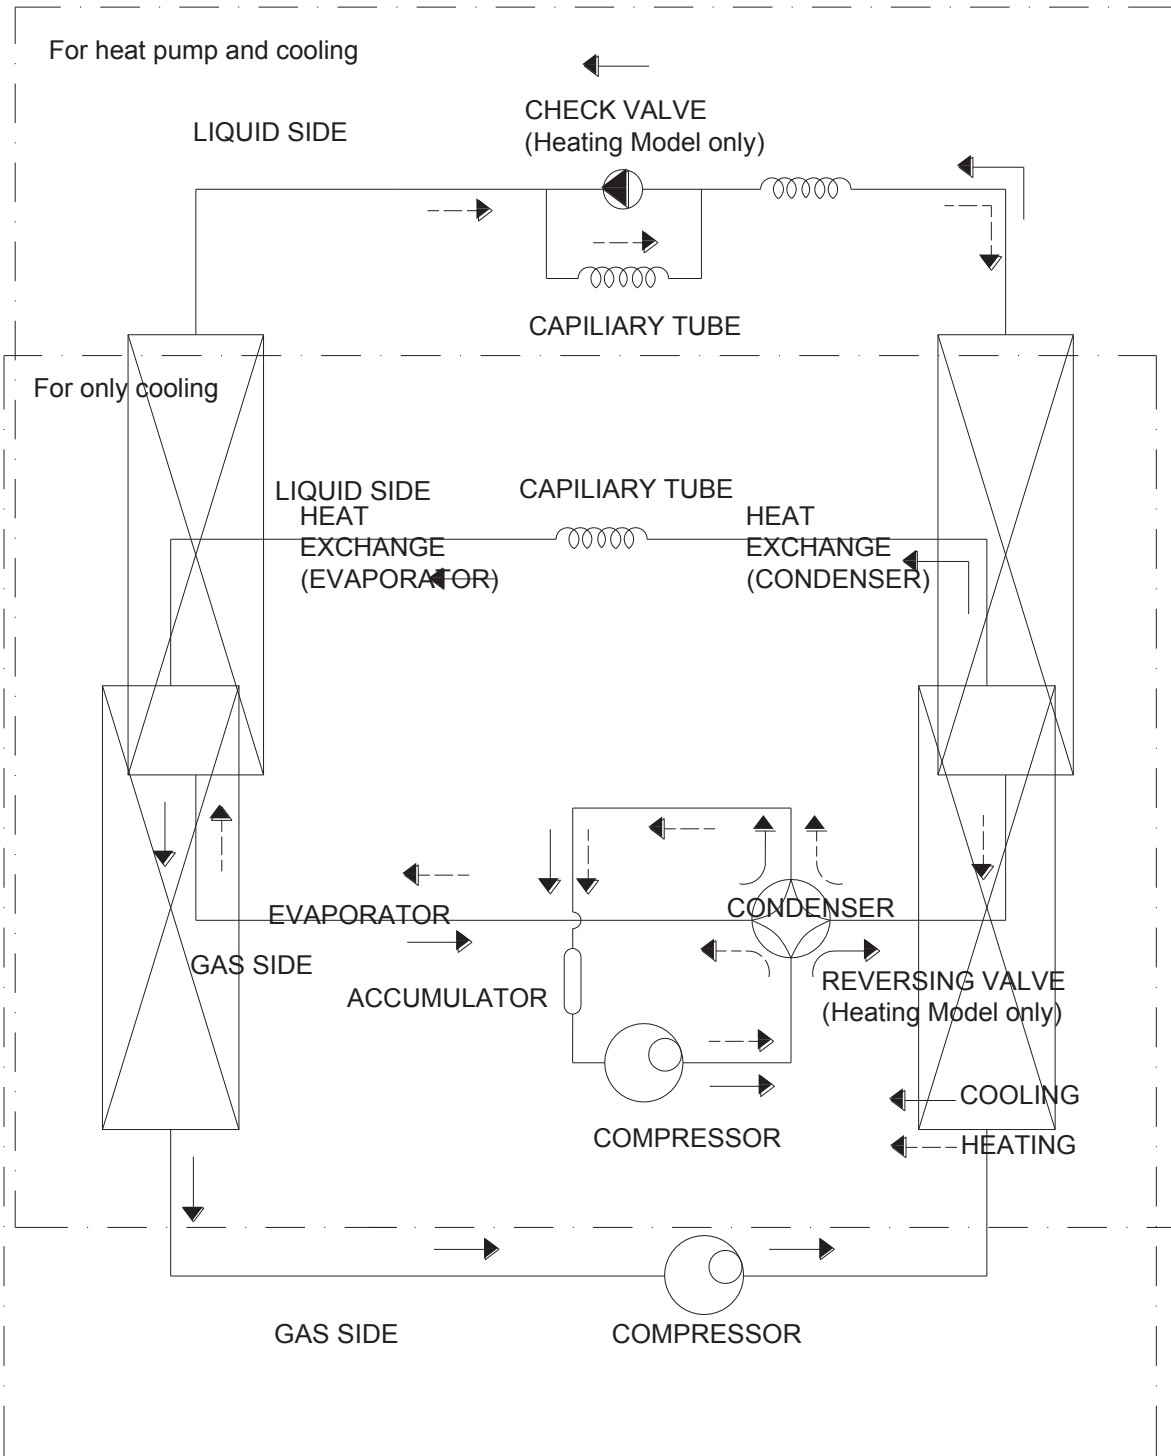 For heat pump and cooling
CHECK VALVE
(Heating Model only)
LIQUID SIDE
CAPILIARY TUBE
For only cooling
LIQUID SIDE
CAPILIARY TUBE
HEAT
EXCHANGE
(EVAPORATOR)
HEAT
EXCHANGE
(CONDENSER)
EVAPORATOR
CONDENSER
GAS SIDE
ACCUMULATOR
REVERSING VALVE
(Heating Model only)
COOLING
COMPRESSOR
HEATING
GAS SIDE
COMPRESSOR